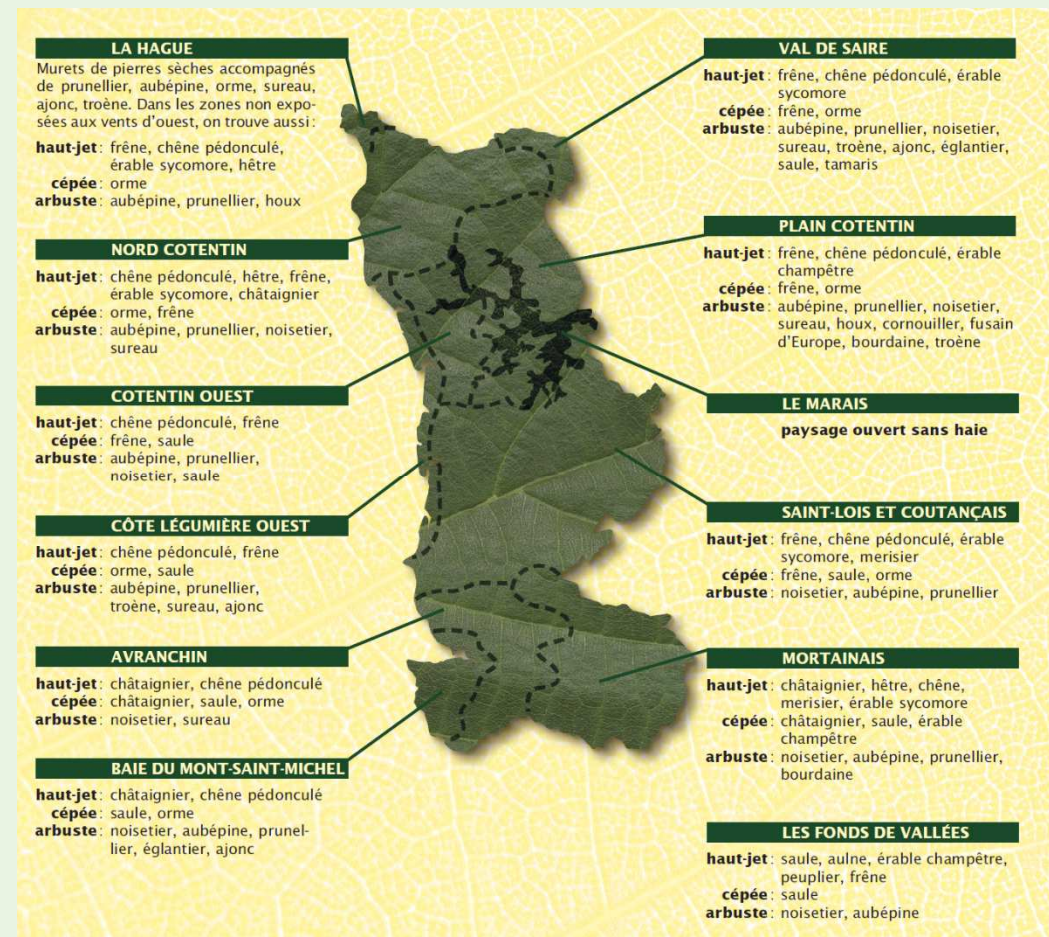 LA HAGUE
Murets de pierres sèches accompagnés
de prunellier, aubépine, orme, sureau,
ajonc, troène. Dans les zones non expo-
sées aux vents d'ouest, on trouve aussi :
haut-jet : frêne, chêne pédonculé,
érable sycomore, hêtre
cépée : orme
arbuste : aubépine, prunellier, houx
NORD COTENTIN
haut-jet : chêne pédonculé, hêtre, frêne,
érable sycomore, châtaignier
cépée : orme, frêne
arbuste : aubépine, prunellier, noisetier,
sureau
COTENTIN OUEST
haut-jet : chêne pédonculé, frêne
cépée : frêne, saule
arbuste : aubépine, prunellier,
noisetier, saule
CÔTE LÉGUMIÈRE OUEST
haut-jet : chêne pédonculé, frêne
cépée : orme, saule
arbuste : aubépine, prunellier,
troène, sureau, ajonc
AVRANCHIN
haut-jet : châtaignier, chêne pédonculé
cépée : châtaignier, saule, orme
arbuste : noisetier, sureau
BAIE DU MONT-SAINT-MICHEL
haut-jet : châtaignier, chêne pédonculé
cépée : saule, orme
arbuste : noisetier, aubépine, prunel-
lier, églantier, ajonc
VAL DE SAIRE
haut-jet : frêne, chêne pédonculé, érable
sycomore
cépée : frêne, orme
arbuste : aubépine, prunellier, noisetier,
sureau, troène, ajonc, églantier,
saule, tamaris
PLAIN COTENTIN
haut-jet : frêne, chêne pédonculé, érable
champêtre
cépée : frêne, orme
arbuste : aubépine, prunellier, noisetier,
sureau, houx, cornouiller, fusain
d'Europe, bourdaine, troène
LE MARAIS
paysage ouvert sans haie
SAINT-LOIS ET COUTANÇAIS
haut-jet : frêne, chêne pédonculé, érable
sycomore, merisier
cépée : frêne, saule, orme
arbuste : noisetier, aubépine, prunellier
MORTAINAIS
haut-jet : châtaignier, hêtre, chêne,
merisier, érable sycomore
cépée : châtaignier, saule, érable
champêtre
arbuste : noisetier, aubépine, prunellier,
bourdaine
LES FONDS DE VALLÉES
haut-jet : saule, aulne, érable champêtre,
peuplier, frêne
cépée : saule
arbuste : noisetier, aubépine